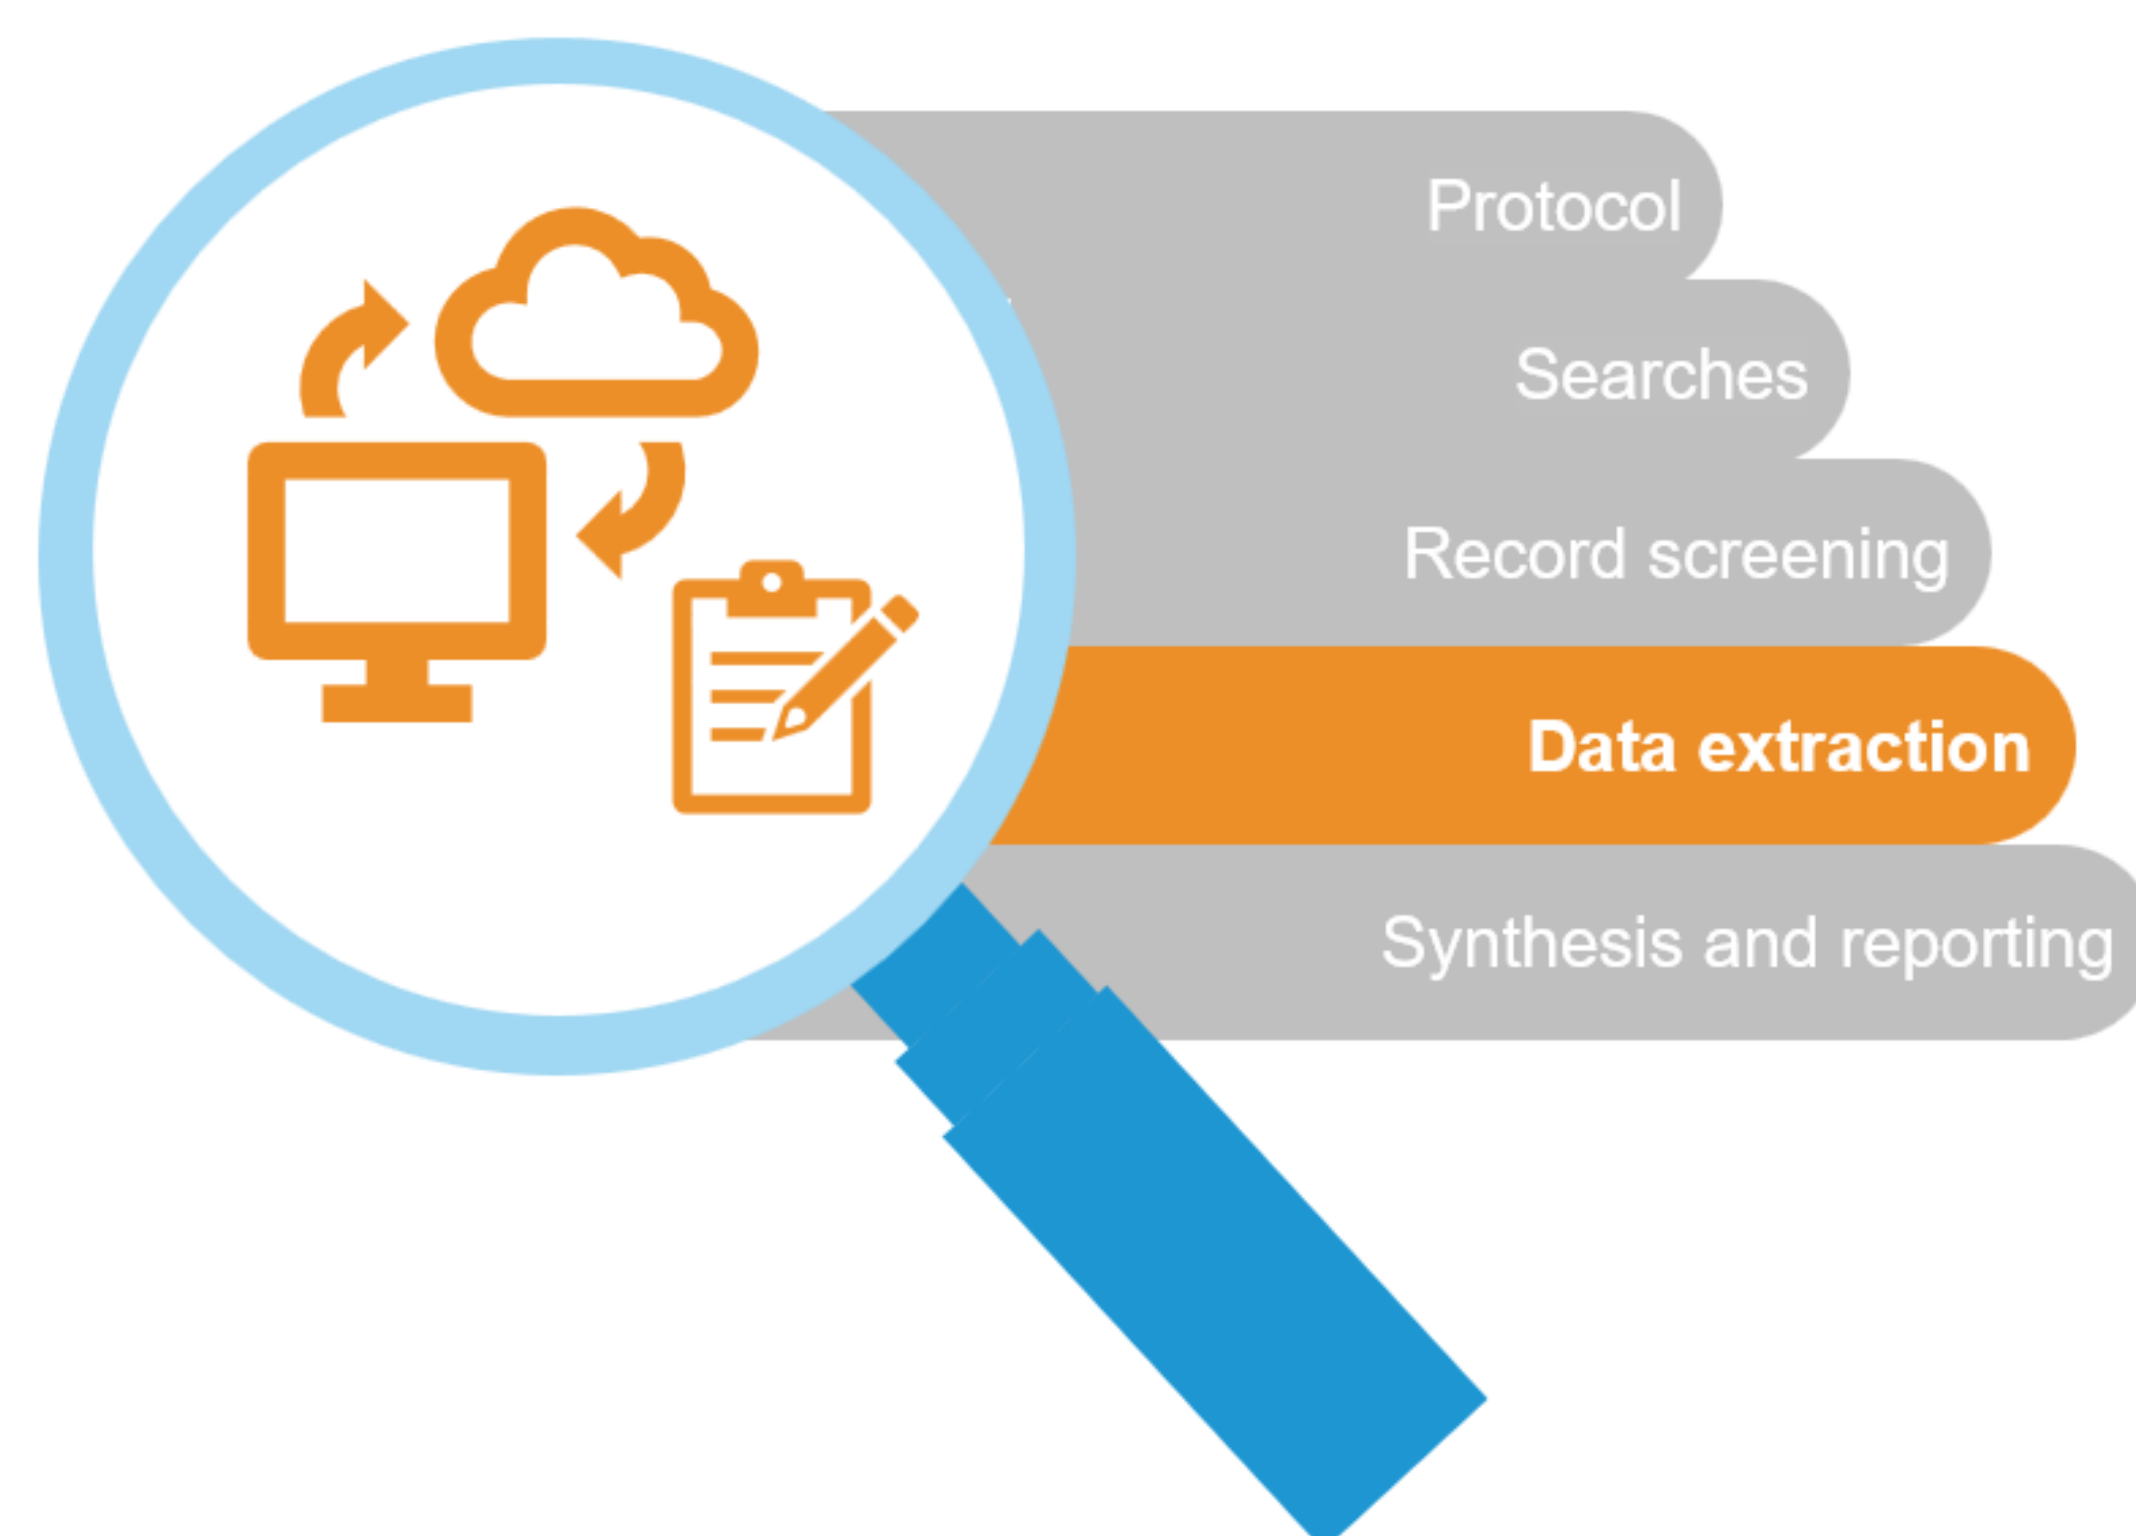 Protocol
Searches
Record screening
Data extraction
Synthesis and reporting